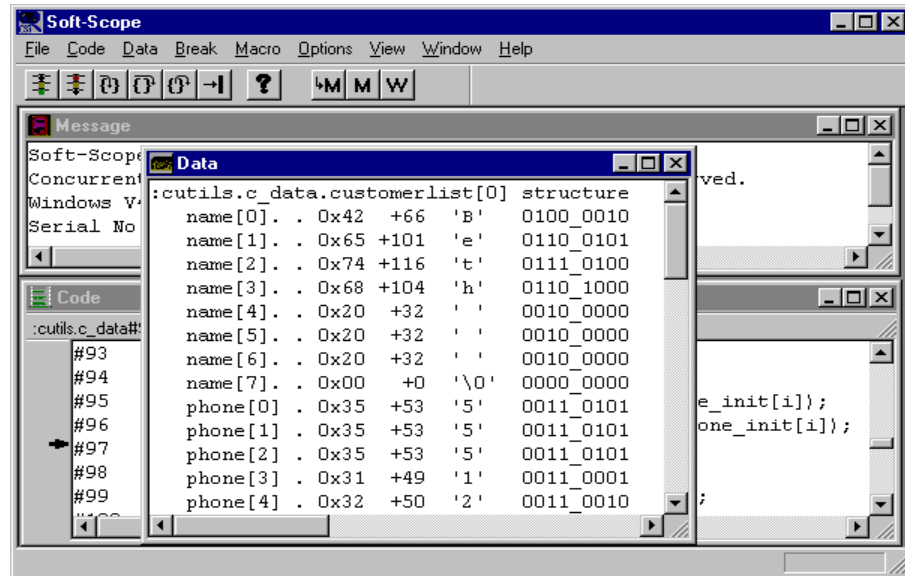 Soft-Scope
File Code Data Break Macro Options View Window Help
M M W
Message
Soft-Scope
Concurrent
ved.
Windows
Serial No
Data
:cutils.c_data.customerlist[0] structure
name[0]. . 0x42 +66 'B' 0100_0010
name[1]. . 0x65 +101 'e' 0110_0101
name[2]. . 0x74 +116 't' 0111_0100
name[3]. . 0x68 +104 'h' 0110_1000
name[4]. . 0x20 +32 ' ' 0010_0000
name[5]. . 0x20 +32 ' ' 0010_0000
name[6]. . 0x20 +32 ' ' 0010_0000
name[7]. . 0x00 +0 '\0' 0000_0000
phone[0] . 0x35 +53 '5' 0011_0101
phone[1] . 0x35 +53 '5' 0011_0101
phone[2] . 0x35 +53 '5' 0011_0101
phone[3] . 0x31 +49 '1' 0011_0001
phone[4] . 0x32 +50 '2' 0011_0010
Code
:cutils.c_data#
#93
#94
#95 e_init[i]);
#96 one_init[i]);
#97
#98
#99 ;